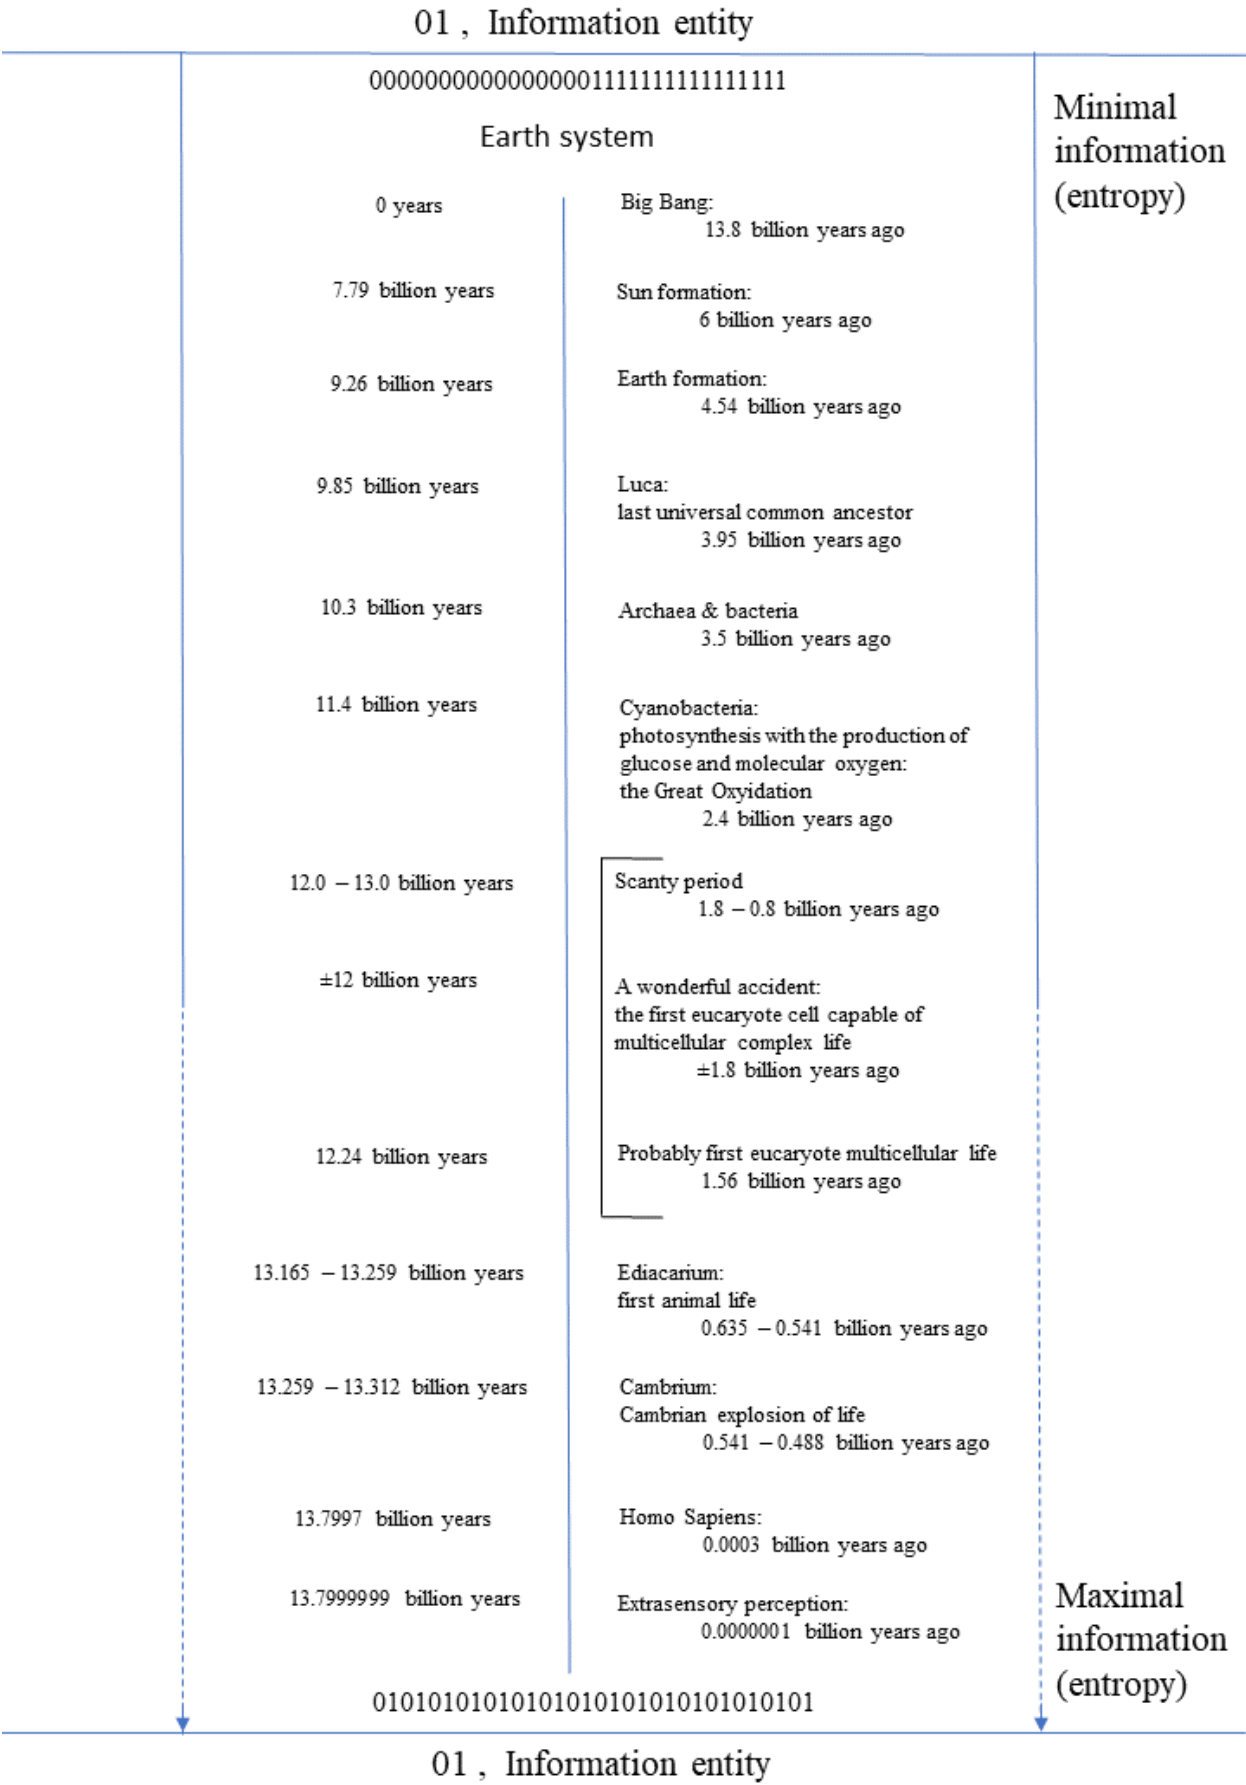 01 , Information entity
00000000000000001111111111111111
Earth system
Minimal
information
(entropy)
0 years
Big Bang:
13.8 billion years ago
7.79 billion years
Sun formation:
6 billion years ago
9.26 billion years
Earth formation:
4.54 billion years ago
9.85 billion years
Luca:
last universal common ancestor
3.95 billion years ago
10.3 billion years
Archaea & bacteria
3.5 billion years ago
11.4 billion years
Cyanobacteria:
photosynthesis with the production of
glucose and molecular oxygen:
the Great Oxyidation
2.4 billion years ago
12.0 – 13.0 billion years
Scanty period
1.8 – 0.8 billion years ago
±12 billion years
A wonderful accident:
the first eucaryote cell capable of
multicellular complex life
±1.8 billion years ago
12.24 billion years
Probably first eucaryote multicellular life
1.56 billion years ago
13.165 – 13.259 billion years
Ediacarium:
first animal life
0.635 – 0.541 billion years ago
13.259 – 13.312 billion years
Cambrium:
Cambrian explosion of life
0.541 – 0.488 billion years ago
13.7997 billion years
Homo Sapiens:
0.0003 billion years ago
13.7999999 billion years
Extrasensory perception:
0.0000001 billion years ago
Maximal
information
(entropy)
0101010101010101010101010101010101
01 , Information entity